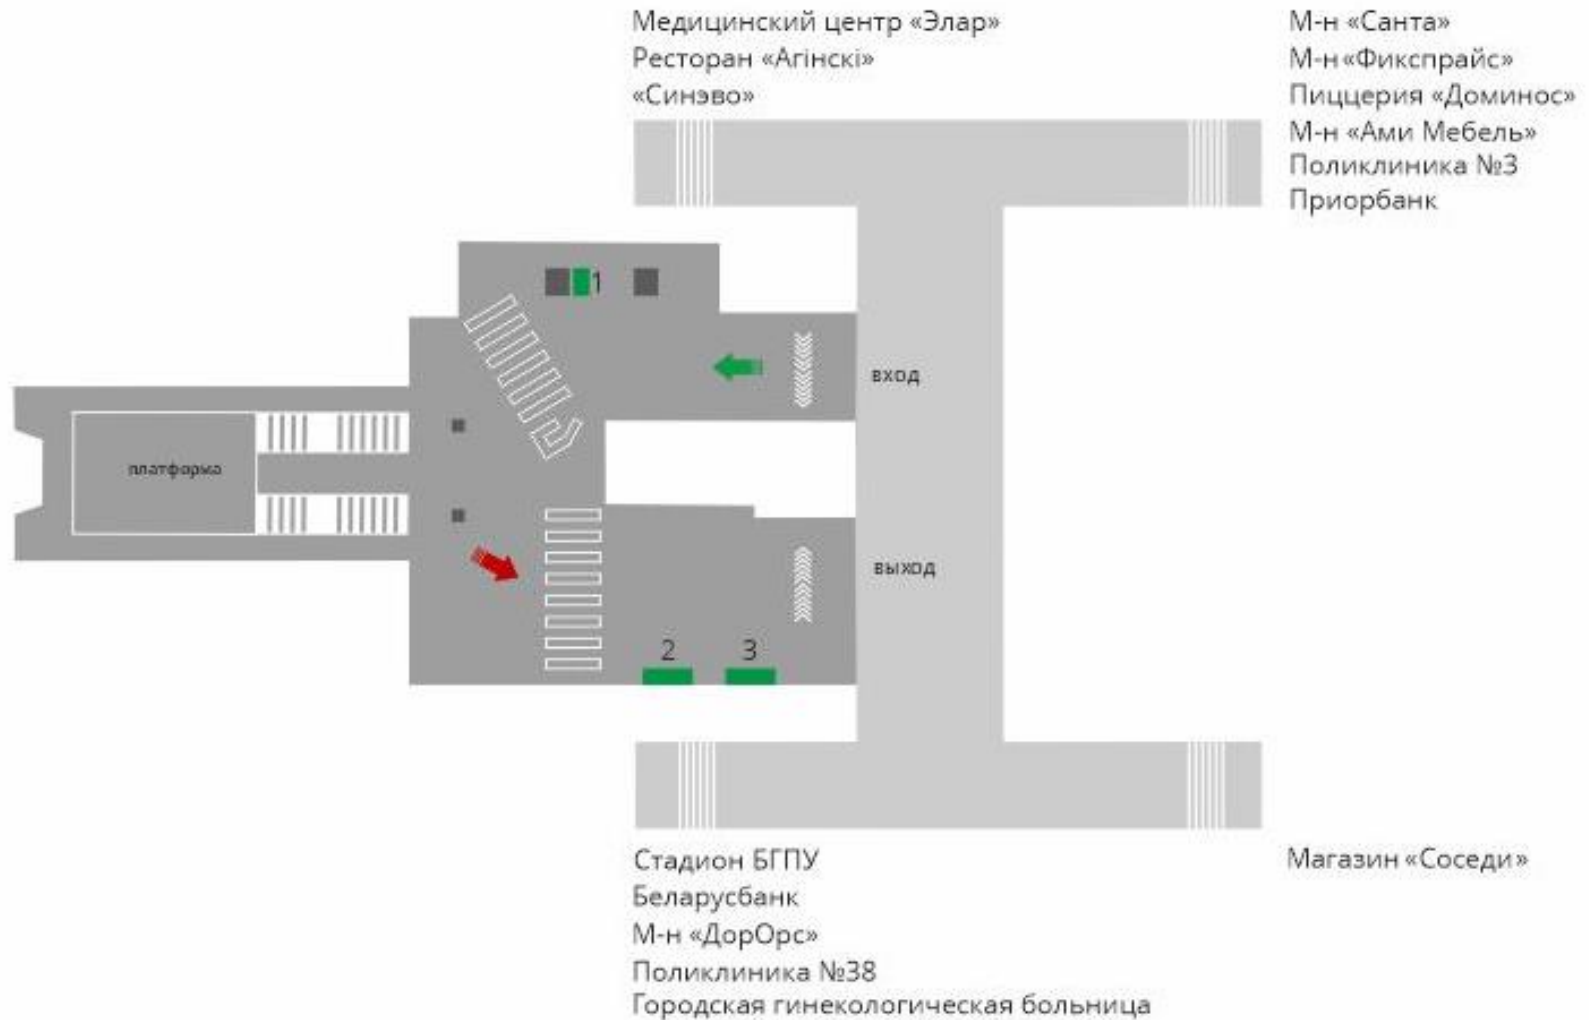 Медицинский центр «Элар»
Ресторан «Агінскі»
«Синэво»
М-н «Санта»
М-н «Фикспрайс»
Пиццерия «Доминос»
М-н «Ами Мебель»
Поликлиника №3
Приорбанк
1
вход
платформа
выход
2
3
Стадион БГПУ
Беларусбанк
М-н «ДорОрс»
Поликлиника №38
Городская гинекологическая больница
Магазин «Соседи»